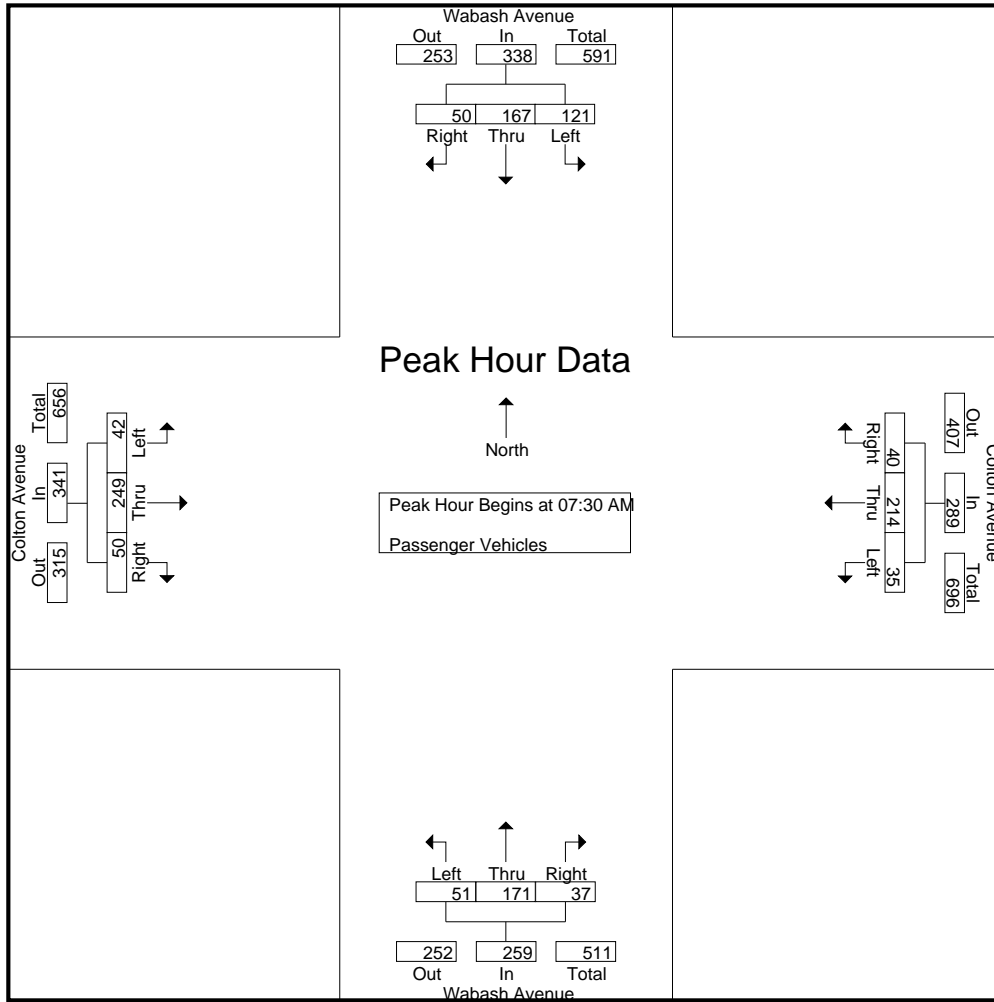 Wabash Avenue
Out In Total
253 338 591
50 167 121
Right Thru Left
Peak Hour Data
North
Peak Hour Begins at 07:30 AM
Passenger Vehicles
Colton Avenue
Out In Total
315 341 656
42 249 50
Left Thru Right
Colton Avenue
Out In Total
407 289 696
40 214 35
Right Thru Left
Left Thru Right
51 171 37
252 259 511
Out In Total
Wabash Avenue